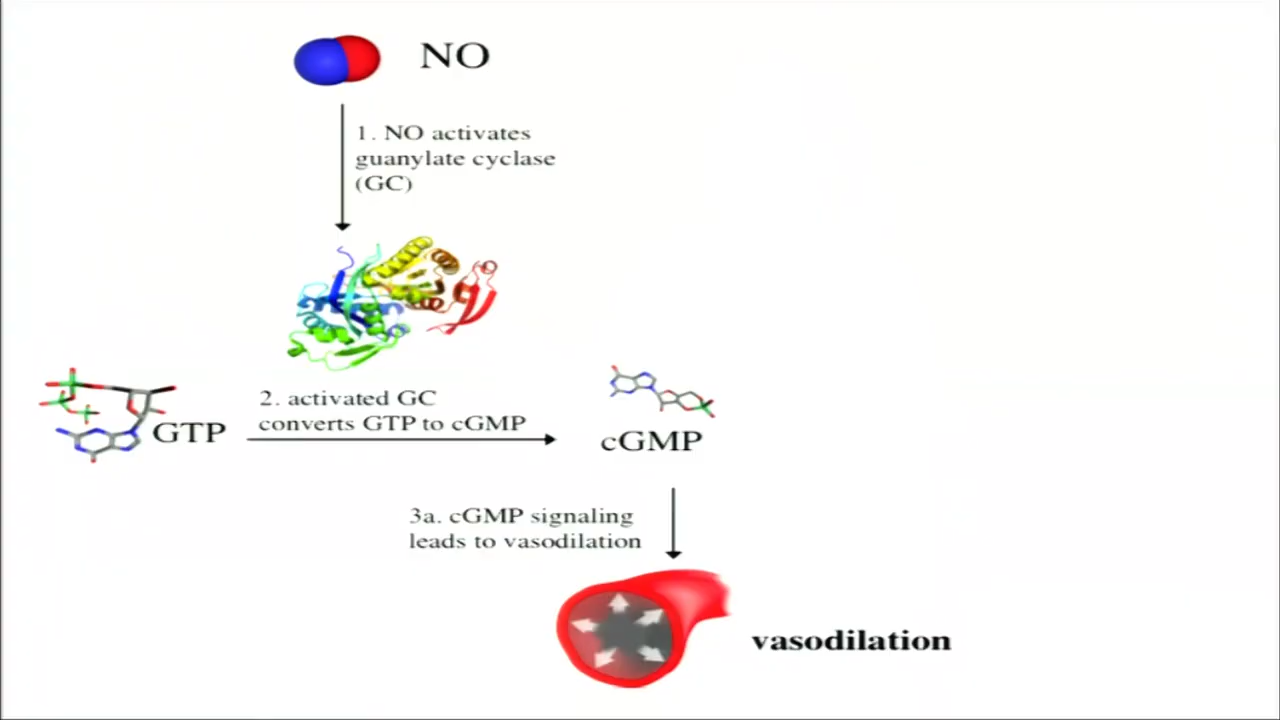 NO
1. NO activates
guanylate cyclase
(GC)
2. activated GC
converts GTP to cGMP
GTP
cGMP
3a. cGMP signaling
leads to vasodilation
vasodilation